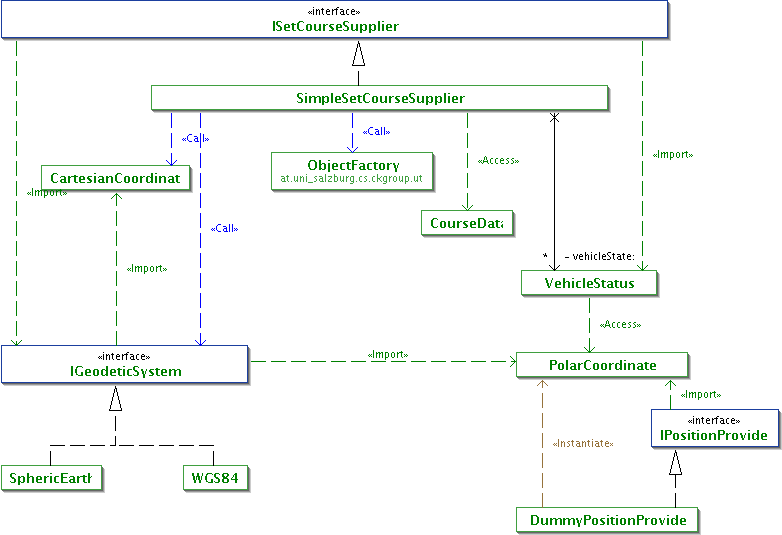 «interface»
ISetCourseSupplier
SimpleSetCourseSupplier
«Call»
«Call»
«Access»
«Import»
ObjectFactory
at.uni_salzburg.cs.ckgroup.ut
CartesianCoordinat
«Import»
CourseData
«Call»
* - vehicleState:
«Import»
VehicleStatus
«Access»
«interface»
IGeodeticSystem
«Import»
PolarCoordinate
«Import»
«interface»
IPositionProvide
«Instantiate»
SphericEarth
WGS84
DummyPositionProvide